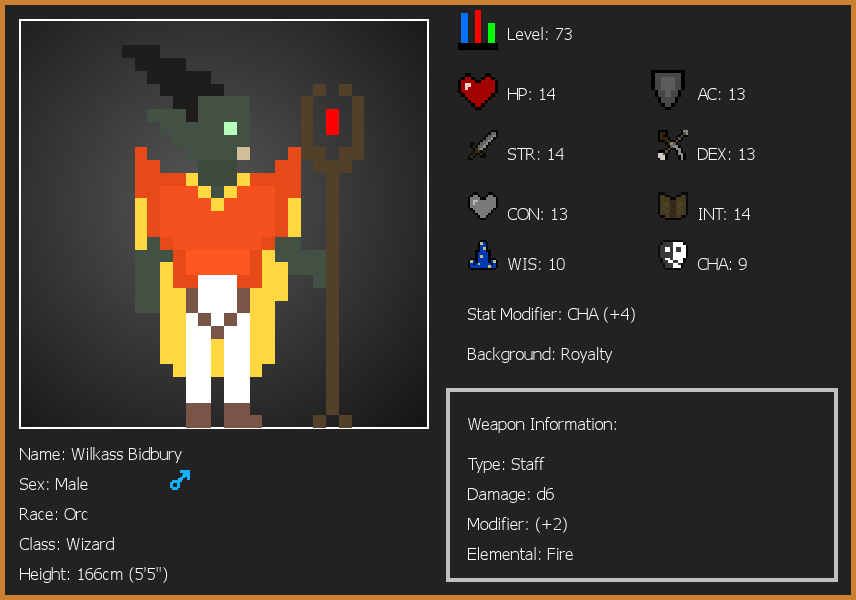 Level: 73
HP: 14
AC: 13
STR: 14
DEX: 13
CON: 13
INT: 14
WIS: 10
CHA: 9
Stat Modifier: CHA (+4)
Background: Royalty
Weapon Information:
Type: Staff
Damage: d6
Modifier: (+2)
Elemental: Fire
Name: Wilkass Bidbury
Sex: Male
Race: Orc
Class: Wizard
Height: 166cm (5'5")